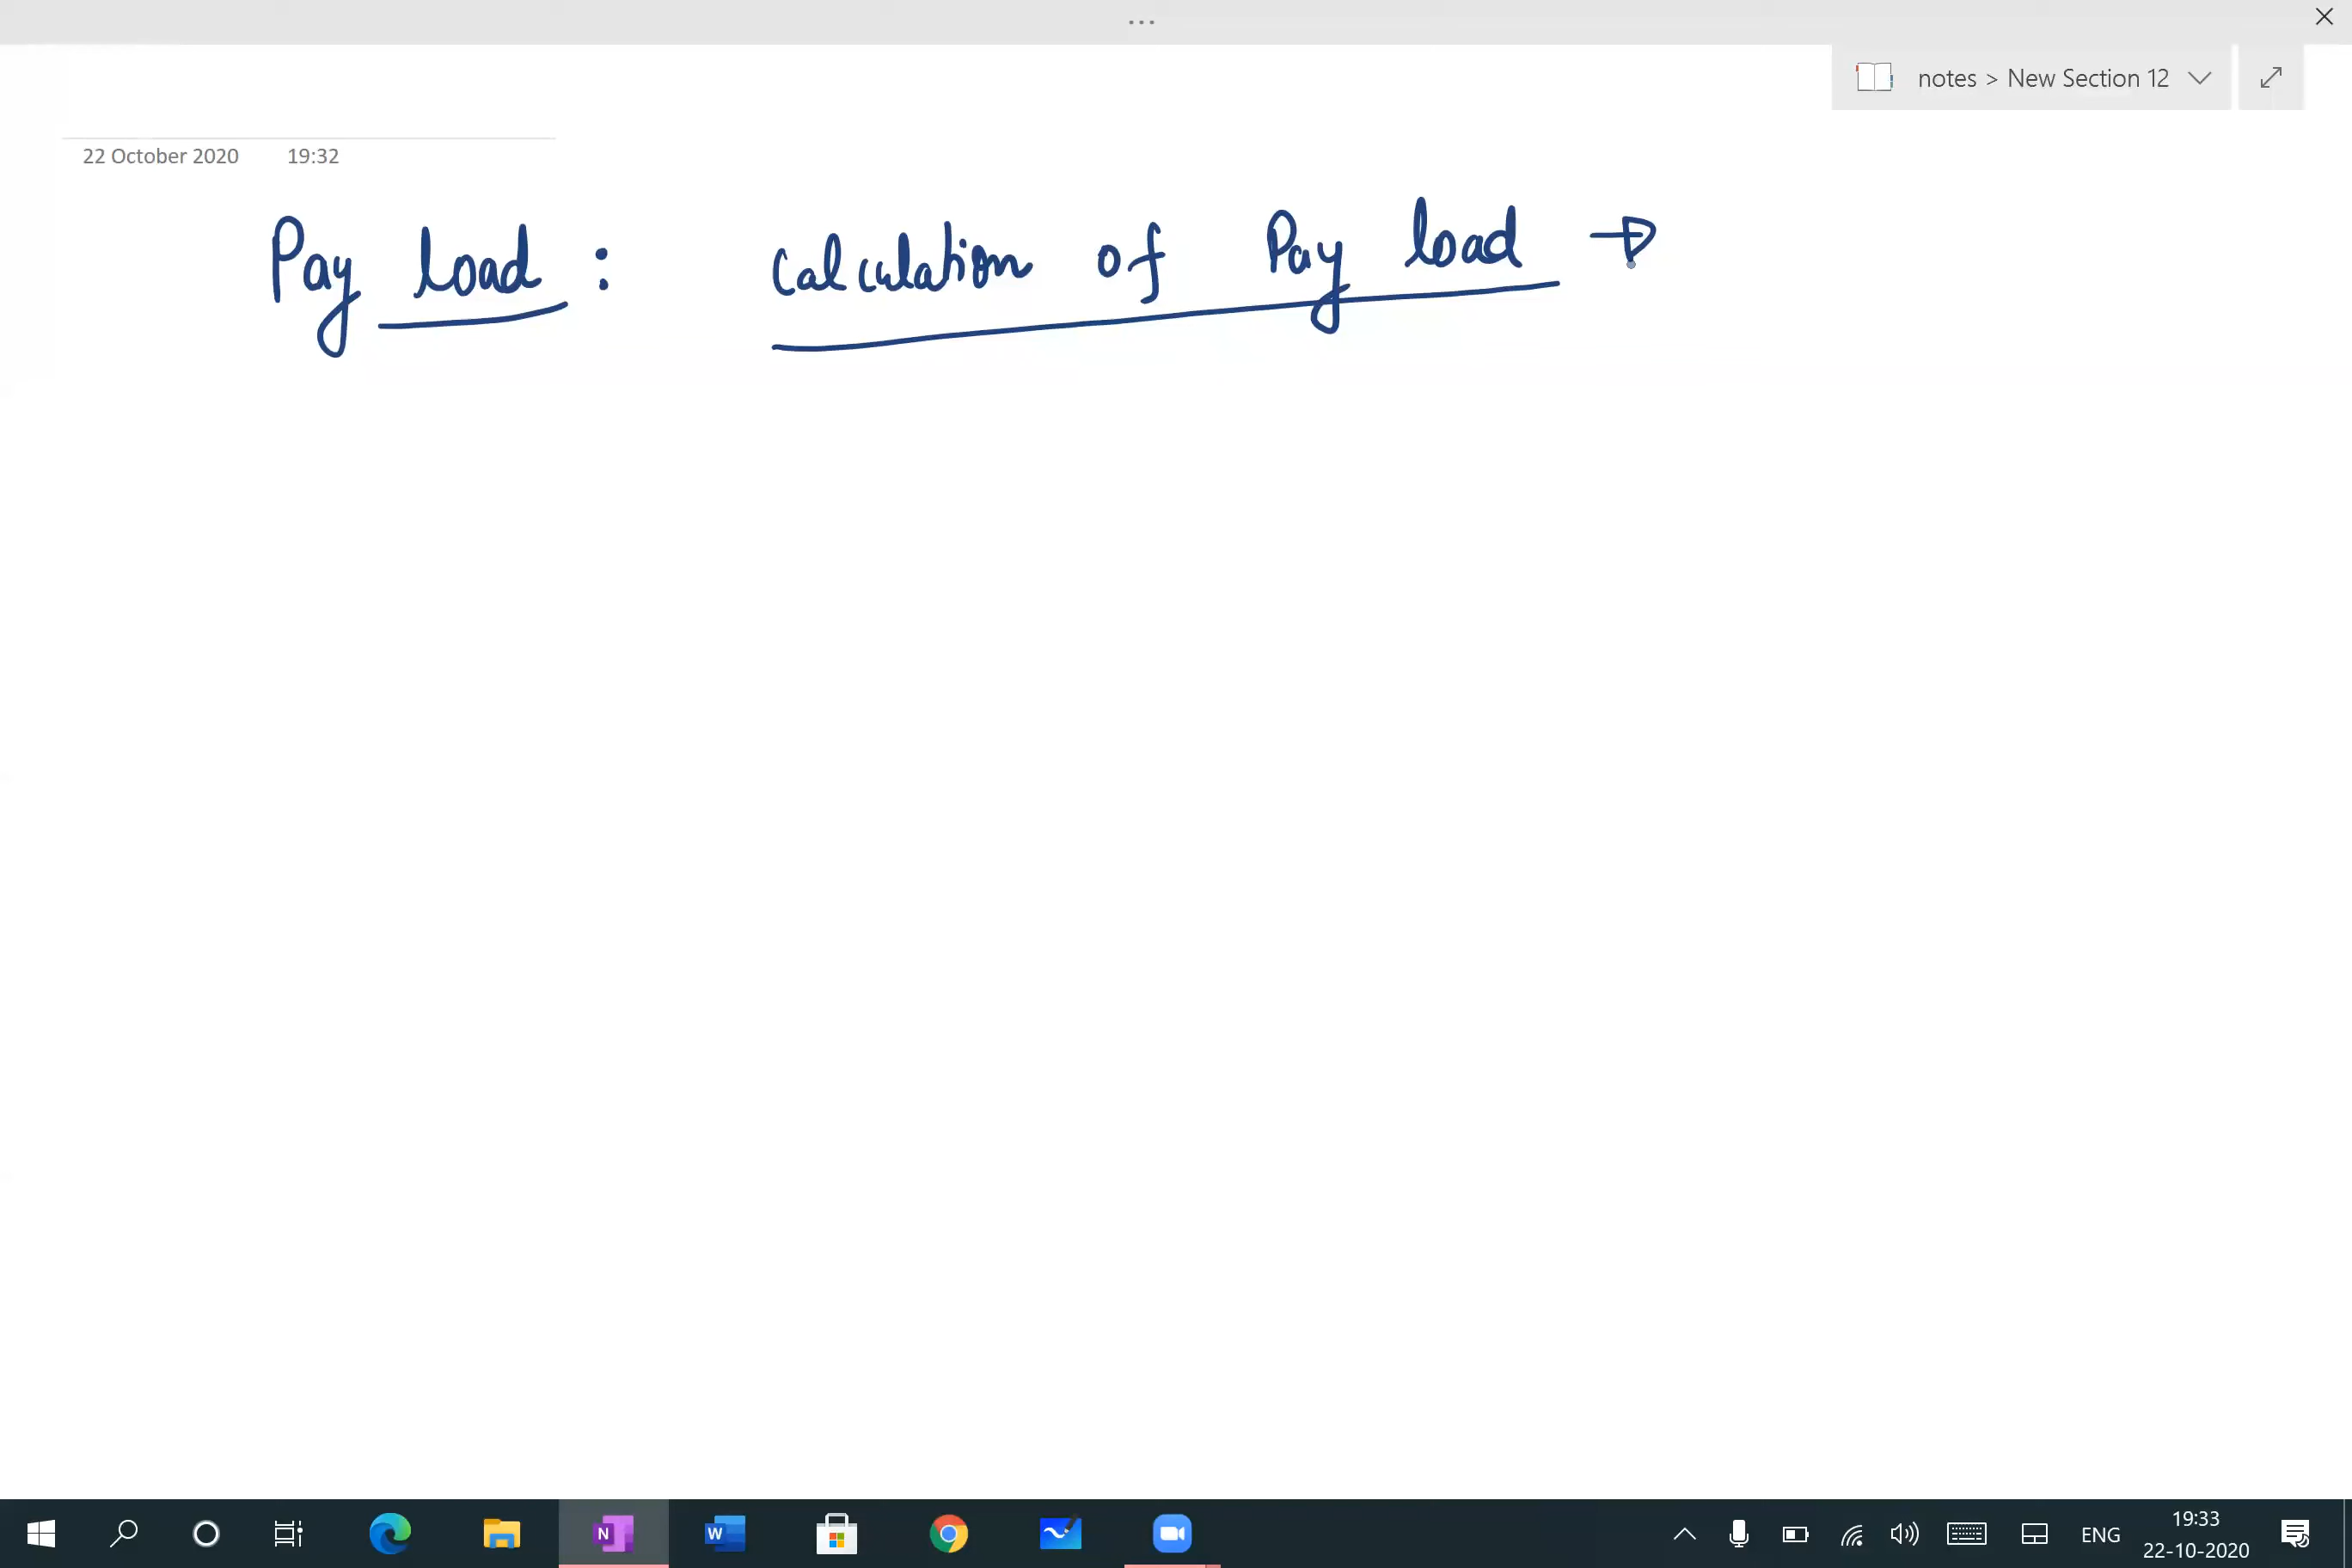 notes > New Section 12
22 October 2020 19:32
Pay load : calculation of Pay load →
ENG
19:33
22-10-2020